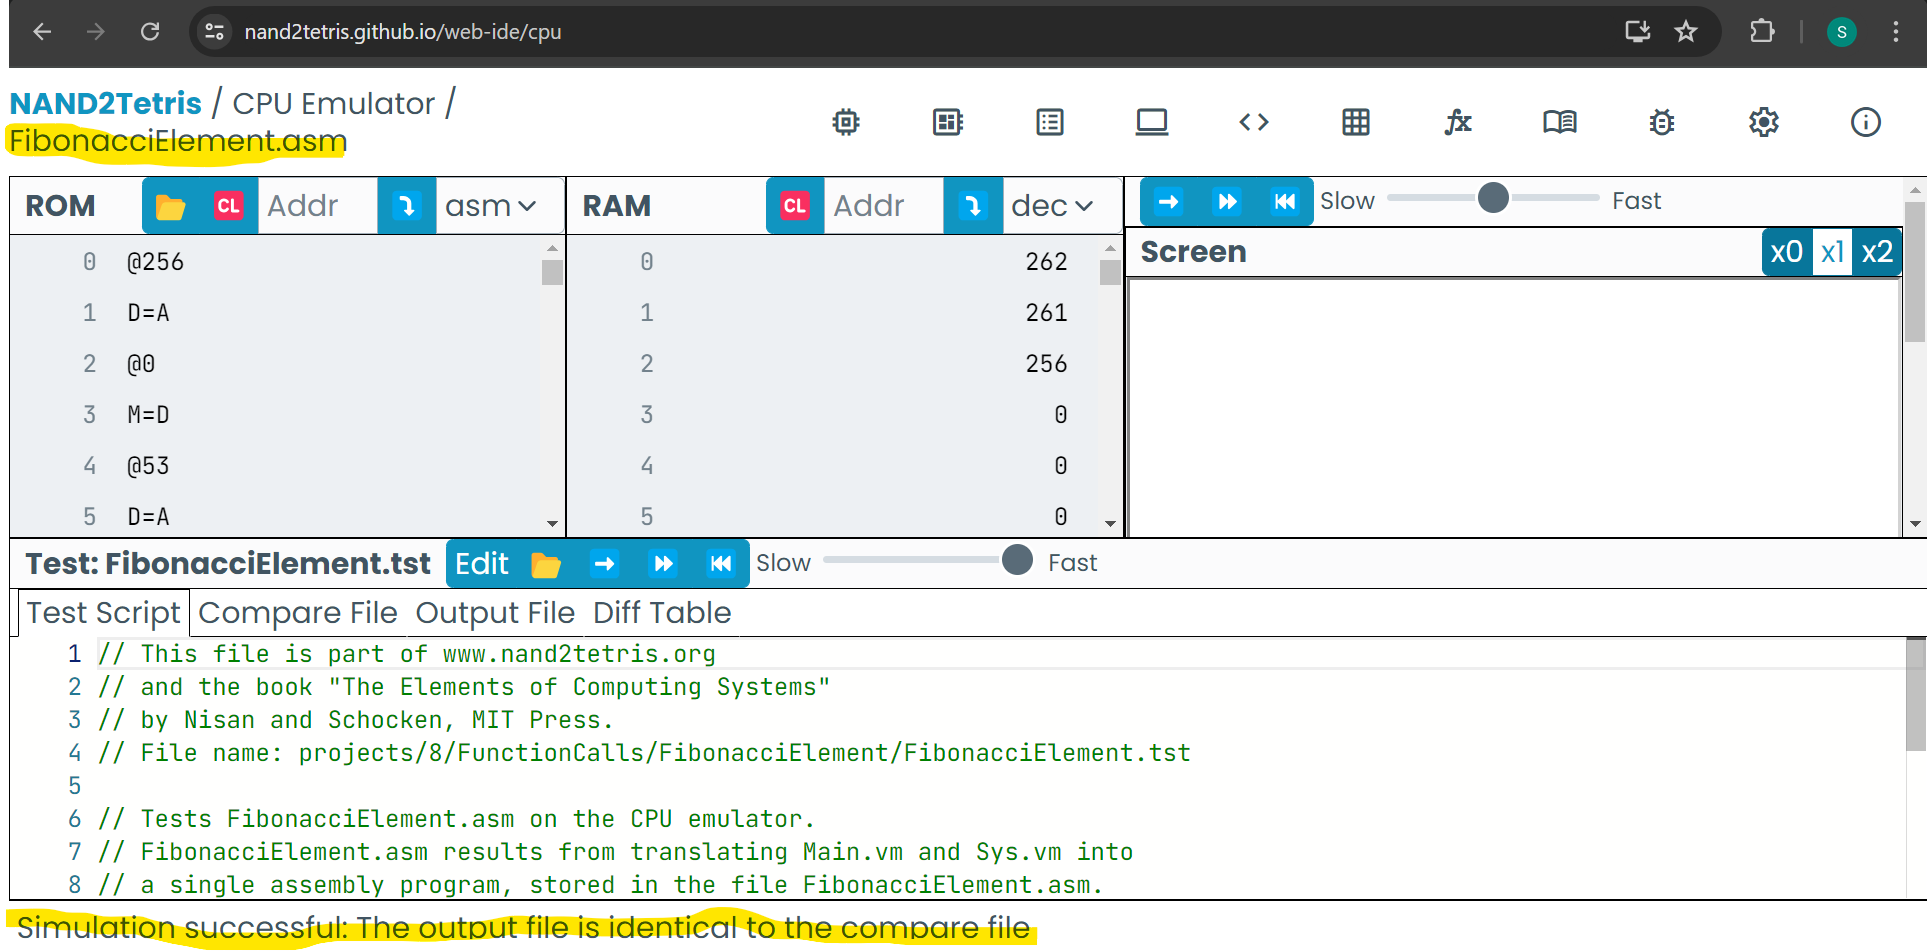 nand2tetris.github.io/web-ide/cpu
S
NAND2Tetris / CPU Emulator /
FibonacciElement.asm
ROM CL Addr asm
RAM CL Addr dec
Slow Fast
Screen x0 x1 x2
0 @256
1 D=A
2 @0
3 M=D
4 @53
5 D=A
0 262
1 261
2 256
3 0
4 0
5 0
Test: FibonacciElement.tst Edit Slow Fast
Test Script Compare File Output File Diff Table
1 // This file is part of www.nand2tetris.org
2 // and the book "The Elements of Computing Systems"
3 // by Nisan and Schocken, MIT Press.
4 // File name: projects/8/FunctionCalls/FibonacciElement/FibonacciElement.tst
5
6 // Tests FibonacciElement.asm on the CPU emulator.
7 // FibonacciElement.asm results from translating Main.vm and Sys.vm into
8 // a single assembly program, stored in the file FibonacciElement.asm.
Simulation successful: The output file is identical to the compare file